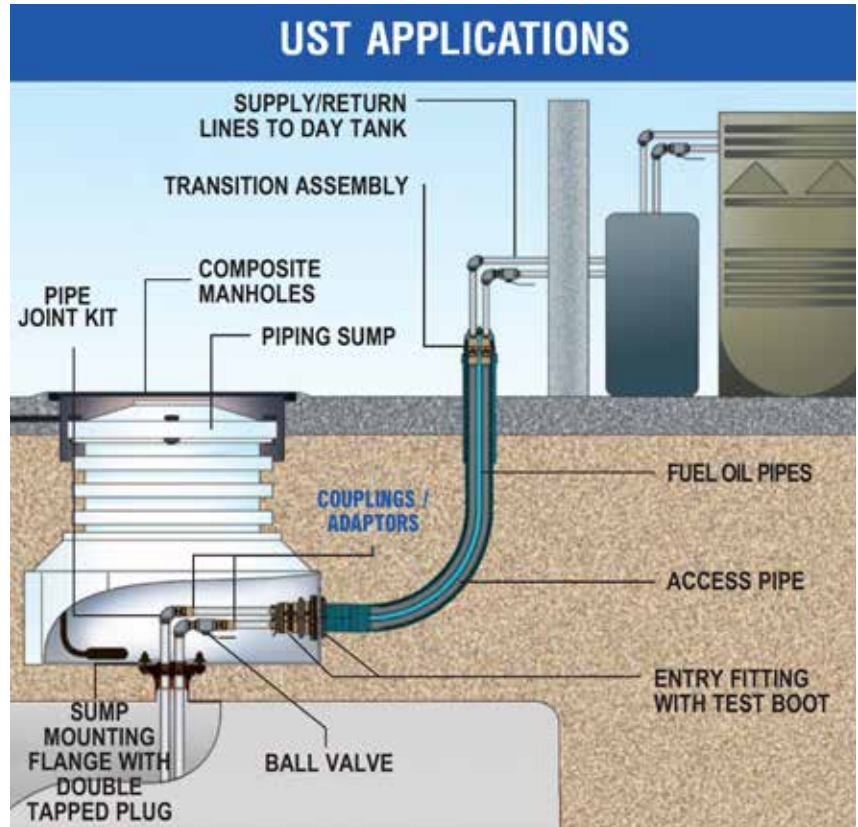 UST APPLICATIONS
SUPPLY/RETURN
LINES TO DAY TANK
TRANSITION ASSEMBLY
COMPOSITE
MANHOLES
PIPE
JOINT KIT
PIPING SUMP
FUEL OIL PIPES
COUPLINGS /
ADAPTORS
ACCESS PIPE
ENTRY FITTING
WITH TEST BOOT
SUMP
MOUNTING
FLANGE WITH
DOUBLE
TAPPED PLUG
BALL VALVE